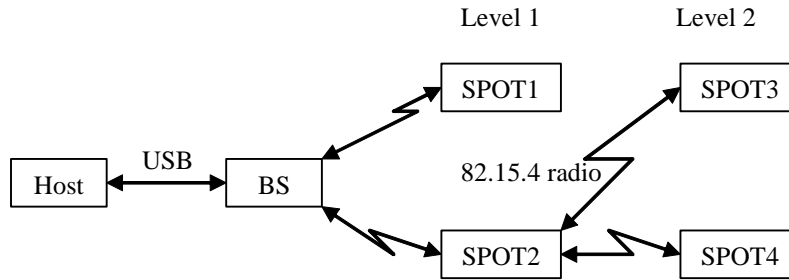 Level 1
Level 2
SPOT1
SPOT3
USB
82.15.4 radio
Host
BS
SPOT2
SPOT4